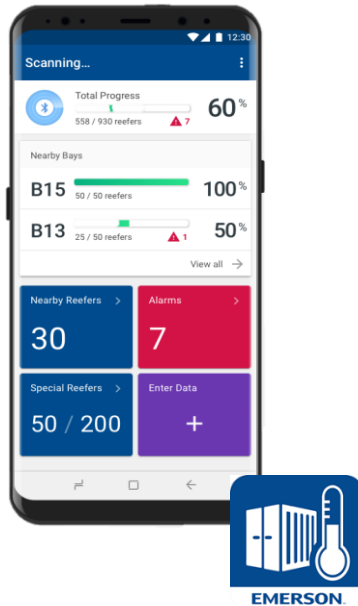 12:30
Scanning...
Total Progress
558 / 930 reefers 7 60%
Nearby Bays
B15 50 / 50 reefers 100%
B13 25 / 50 reefers 1 50%
View all
Nearby Reefers Alarms
30 7
Special Reefers Enter Data
50 / 200 +
EMERSON.